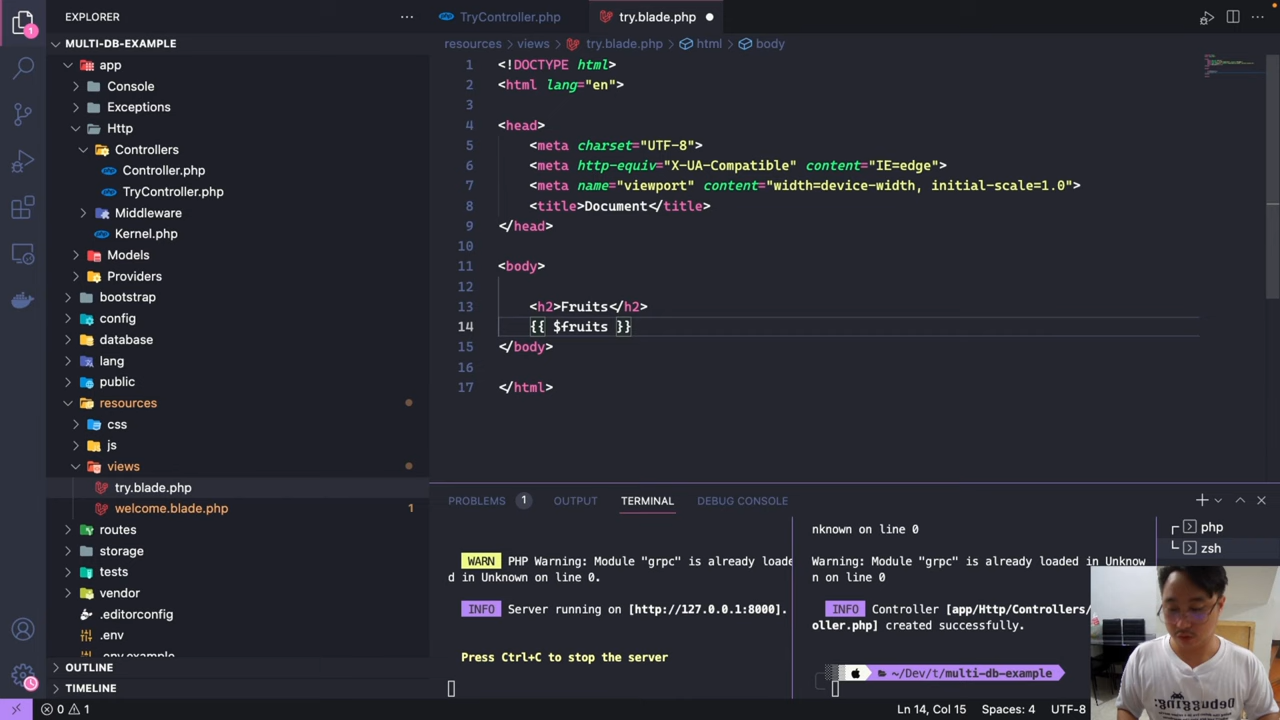 EXPLORER
MULTI-DB-EXAMPLE
app
Console
Exceptions
Http
Controllers
Controller.php
TryController.php
Middleware
Kernel.php
Models
Providers
bootstrap
config
database
lang
public
resources
css
js
views
try.blade.php
welcome.blade.php 1
routes
storage
tests
vendor
.editorconfig
.env
.env.example
OUTLINE
TIMELINE
TryController.php
try.blade.php
resources
views
try.blade.php
html
body
1 <!DOCTYPE html>
2 <html lang="en">
3
4 <head>
5 <meta charset="UTF-8">
6 <meta http-equiv="X-UA-Compatible" content="IE=edge">
7 <meta name="viewport" content="width=device-width, initial-scale=1.0">
8 <title>Document</title>
9 </head>
10
11 <body>
12
13 <h2>Fruits</h2>
14 {{ $fruits }}
15 </body>
16
17 </html>
PROBLEMS 1 OUTPUT TERMINAL DEBUG CONSOLE
WARN PHP Warning: Module "grpc" is already loade
d in Unknown on line 0.
INFO Server running on [http://127.0.0.1:8000].
Press Ctrl+C to stop the server
nknown on line 0
Warning: Module "grpc" is already loaded in Unknow
n on line 0
INFO Controller [app/Http/Controllers/
oller.php] created successfully.
~/Dev/t/multi-db-example
php
zsh
1
0 1
Ln 14, Col 15 Spaces: 4 UTF-8